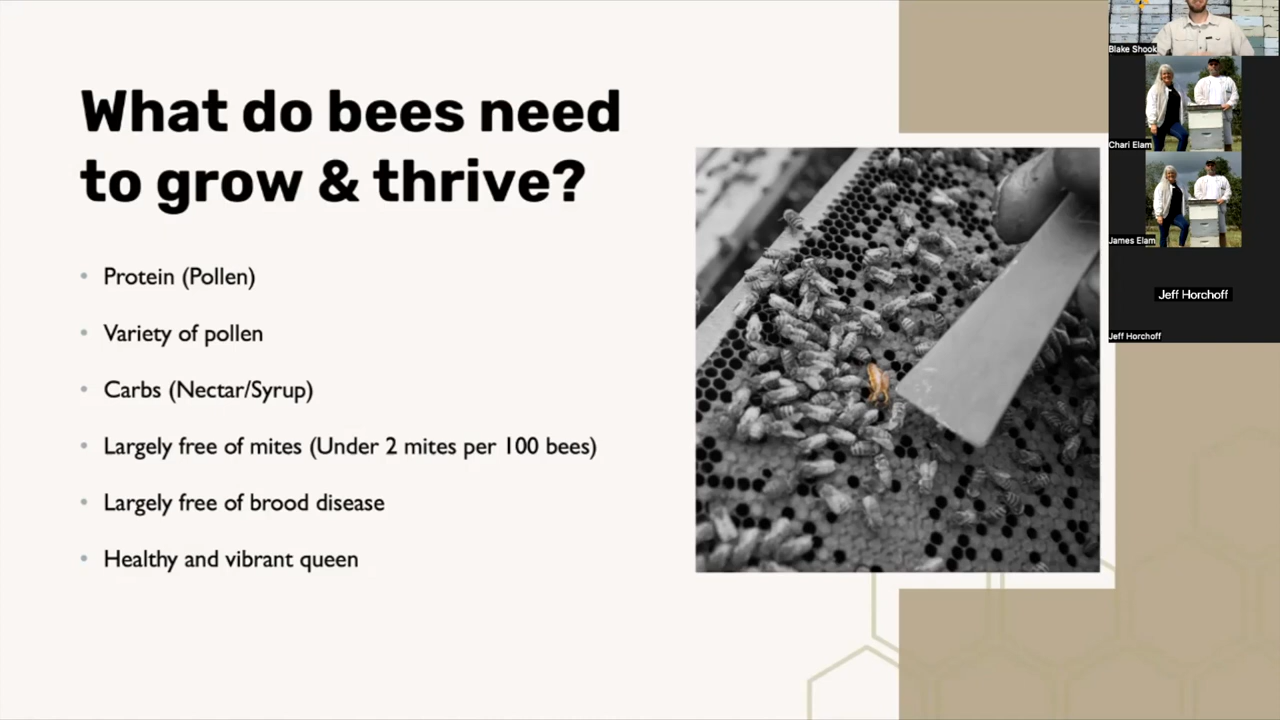 What do bees need
to grow & thrive?
• Protein (Pollen)
• Variety of pollen
• Carbs (Nectar/Syrup)
• Largely free of mites (Under 2 mites per 100 bees)
• Largely free of brood disease
• Healthy and vibrant queen
Blake Shook
Chari Elam
James Elam
Jeff Horchoff
Jeff Horchoff